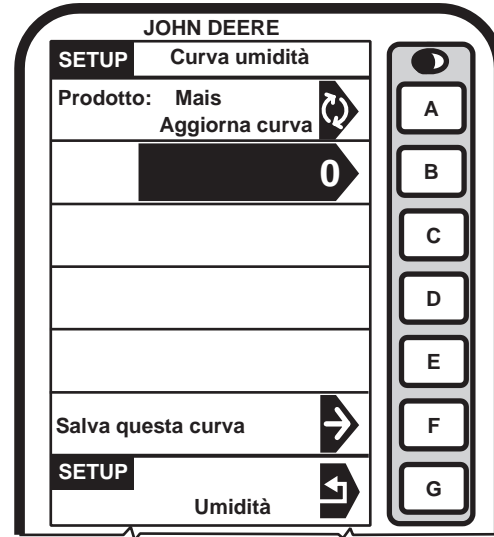 JOHN DEERE
SETUP Curva umidità
Prodotto: Mais
Aggiorna curva
0
Salva questa curva
SETUP
Umidità
A
B
C
D
E
F
G